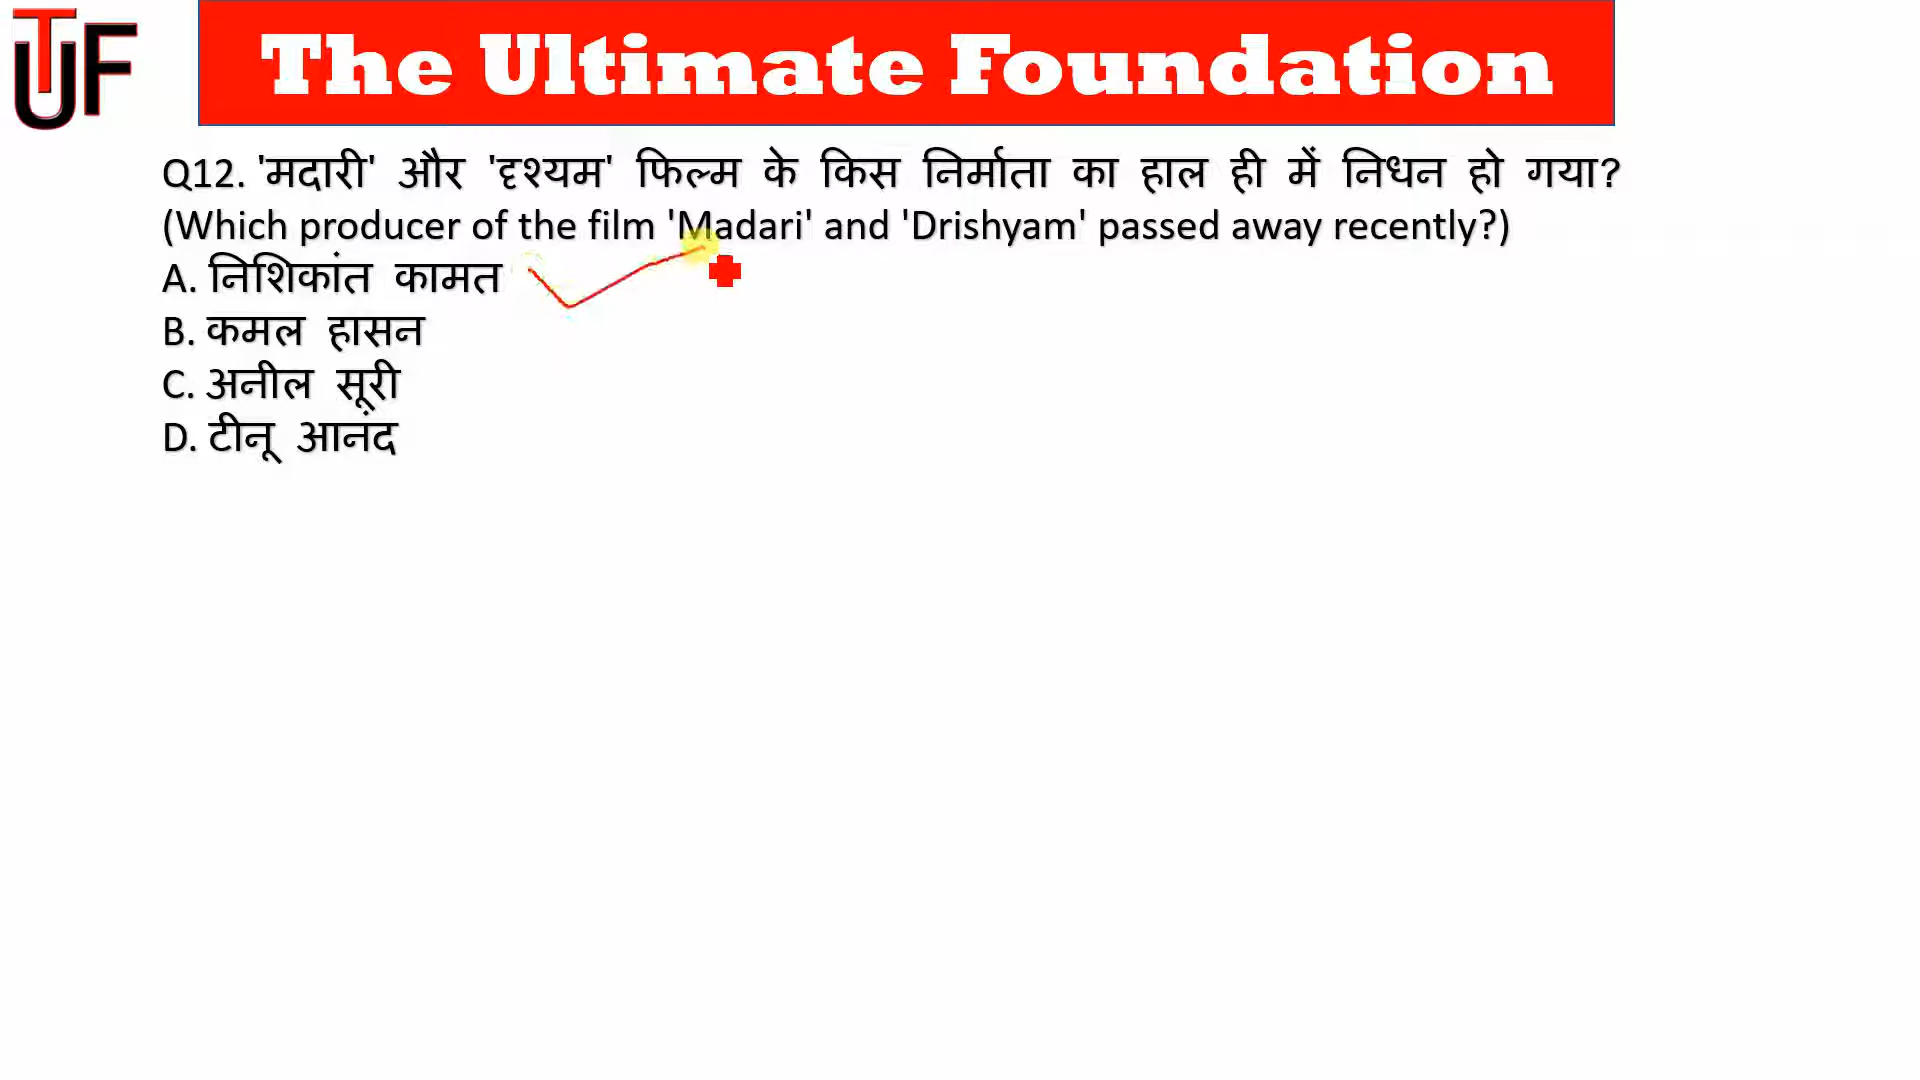 TUF
The Ultimate Foundation
Q12. 'मदारी' और 'दृश्यम' फिल्म के किस निर्माता का हाल ही में निधन हो गया?
(Which producer of the film 'Madari' and 'Drishyam' passed away recently?)
A. निशिकांत कामत
B. कमल हासन
C. अनील सूरी
D. टीनू आनंद